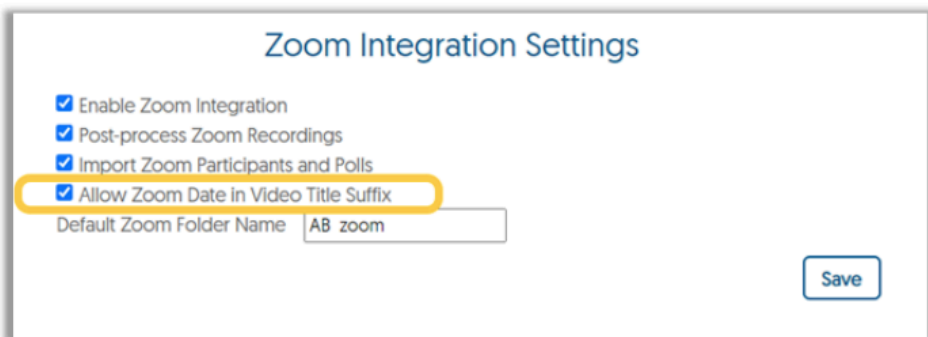 Zoom Integration Settings
Enable Zoom Integration
Post-process Zoom Recordings
Import Zoom Participants and Polls
Allow Zoom Date in Video Title Suffix
Default Zoom Folder Name AB zoom
Save